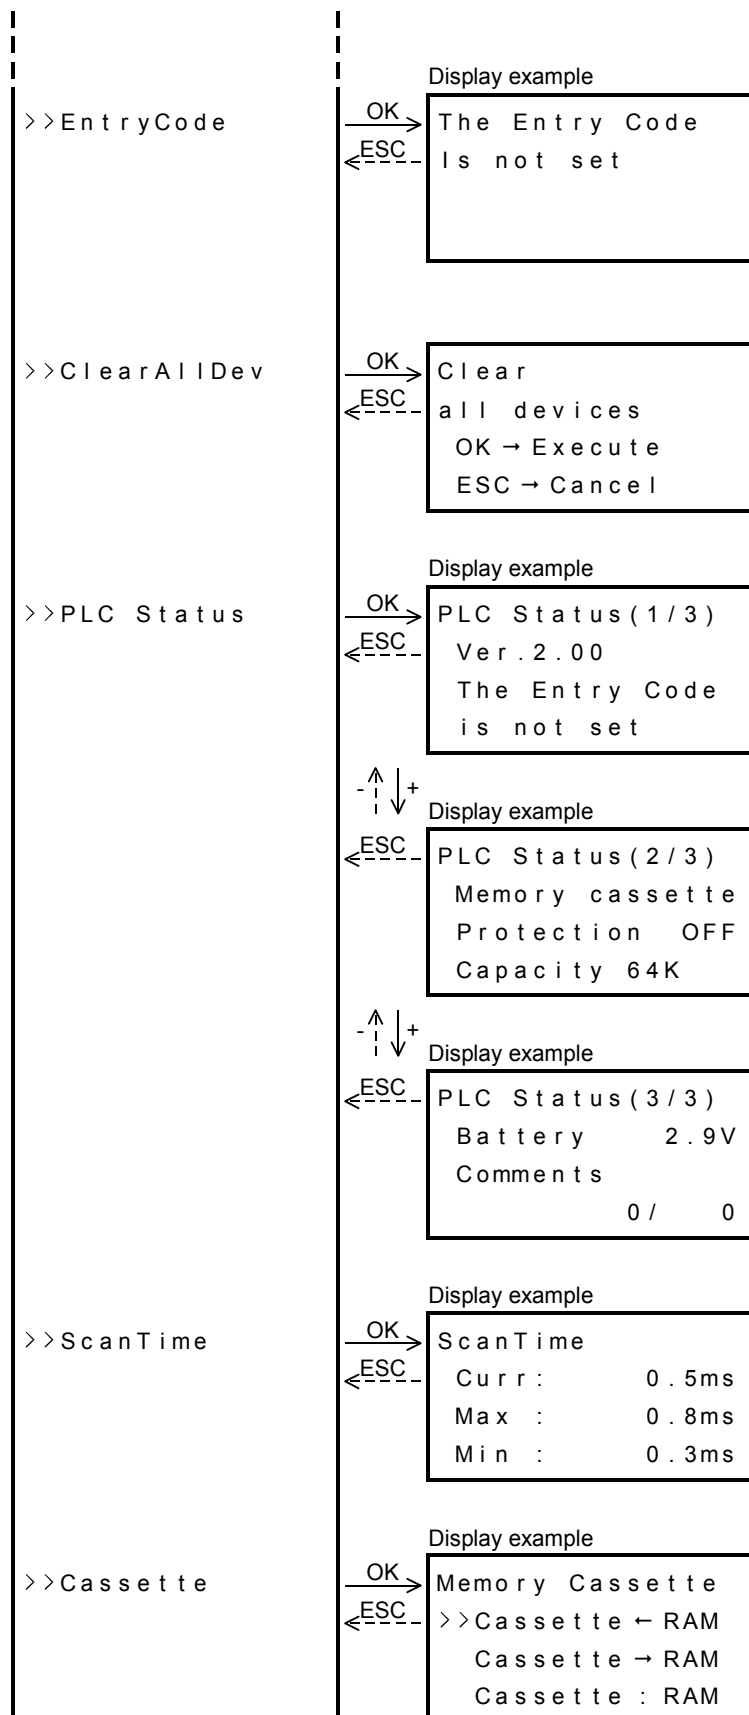 Display example
>>EntryCode
OK
ESC
The Entry Code
Is not set
>>ClearAllDev
OK
ESC
Clear
all devices
OK → Execute
ESC → Cancel
Display example
>>PLC Status
OK
ESC
PLC Status(1/3)
Ver.2.00
The Entry Code
is not set
- +
Display example
ESC
PLC Status(2/3)
Memory cassette
Protection OFF
Capacity 64K
- +
Display example
ESC
PLC Status(3/3)
Battery 2.9V
Comments
0/ 0
Display example
>>ScanTime
OK
ESC
ScanTime
Curr: 0.5ms
Max : 0.8ms
Min : 0.3ms
Display example
>>Cassette
OK
ESC
Memory Cassette
>>Cassette ← RAM
Cassette → RAM
Cassette : RAM